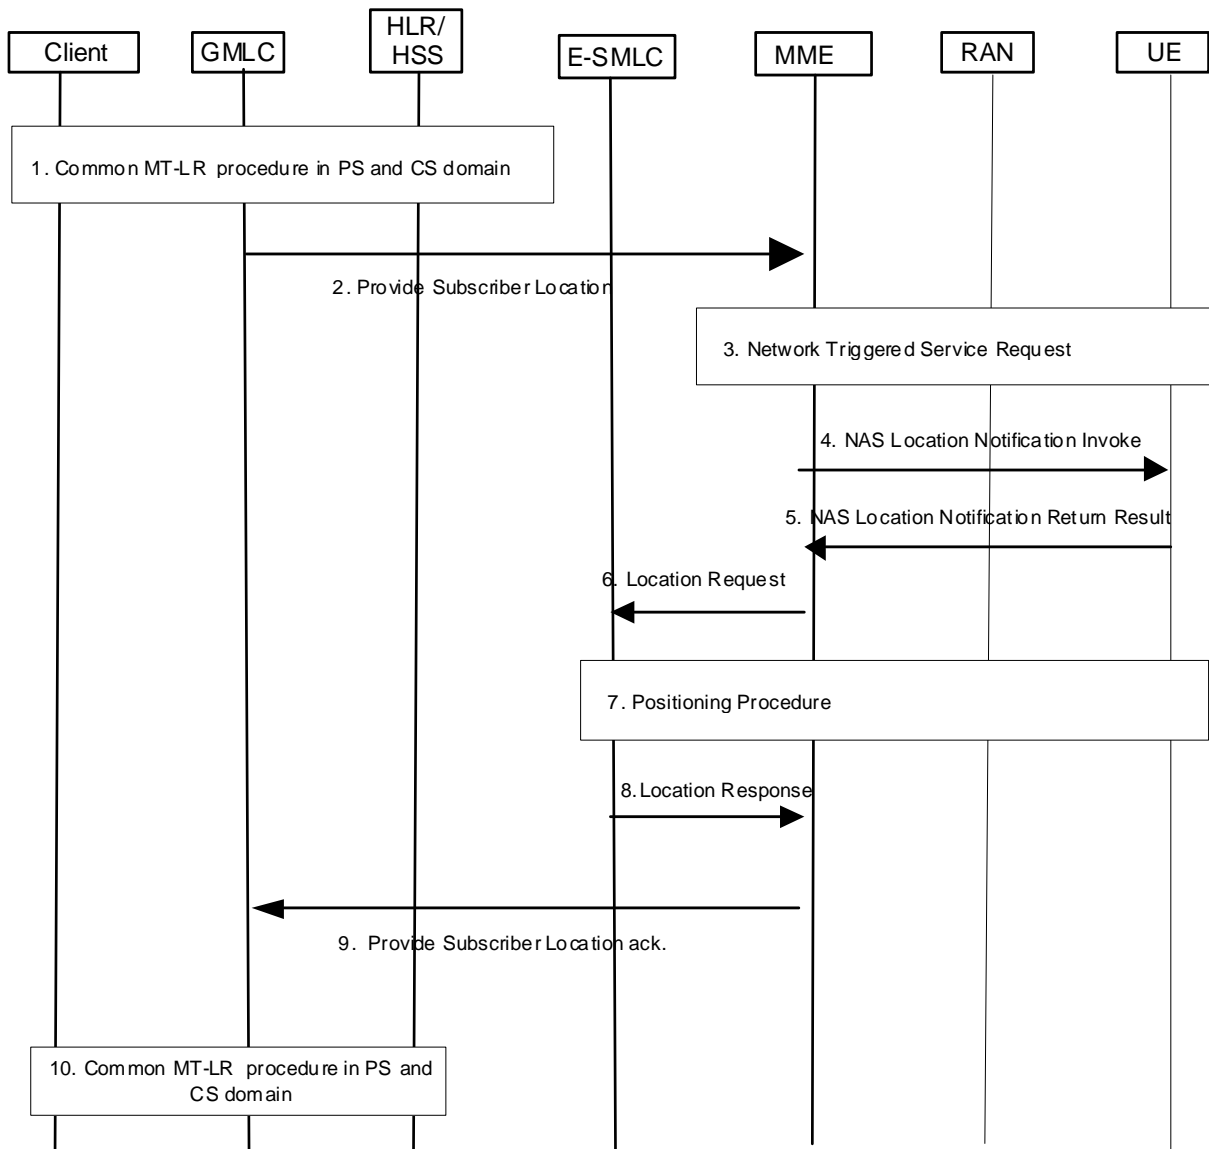 Client
GMLC
HLR/
HSS
E-SMLC
MME
RAN
UE
1. Common MT-LR procedure in PS and CS domain
2. Provide Subscriber Location
3. Network Triggered Service Request
4. NAS Location Notification Invoke
5. NAS Location Notification Return Result
6. Location Request
7. Positioning Procedure
8.Location Response
9. Provide Subscriber Location ack.
10. Common MT-LR procedure in PS and
CS domain